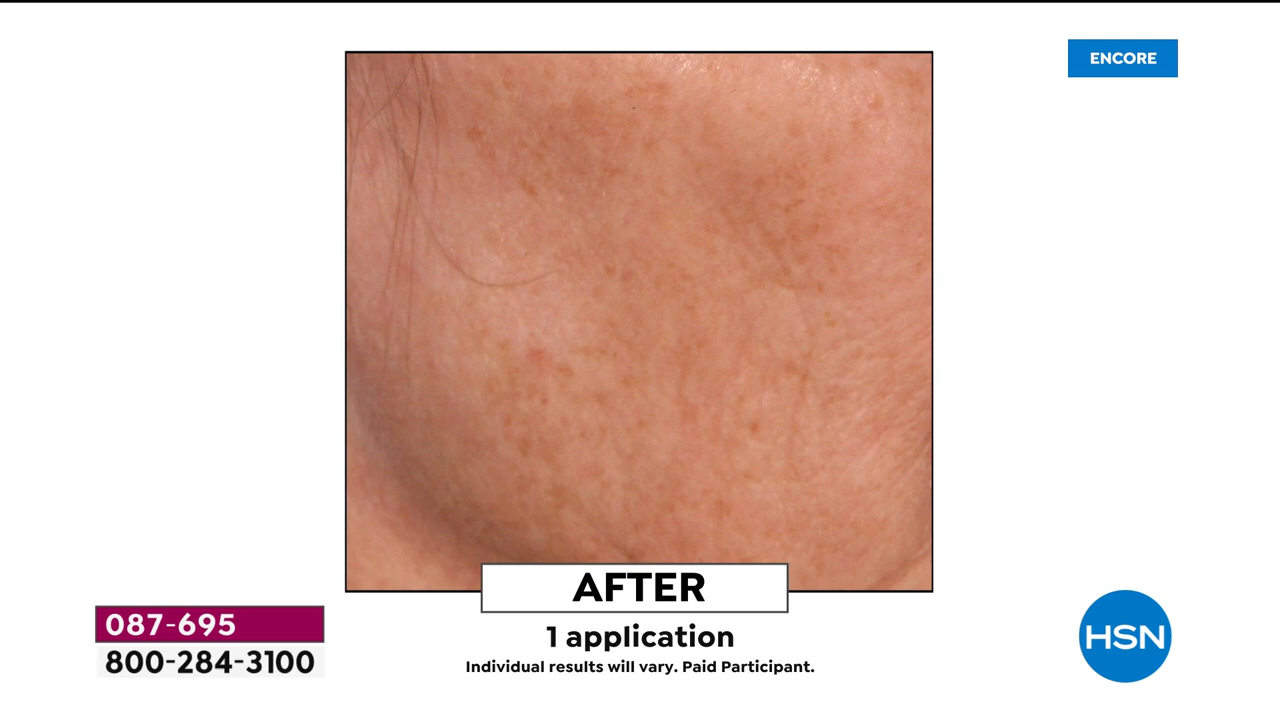 ENCORE
AFTER
1 application
Individual results will vary. Paid Participant.
087-695
800-284-3100
HSN